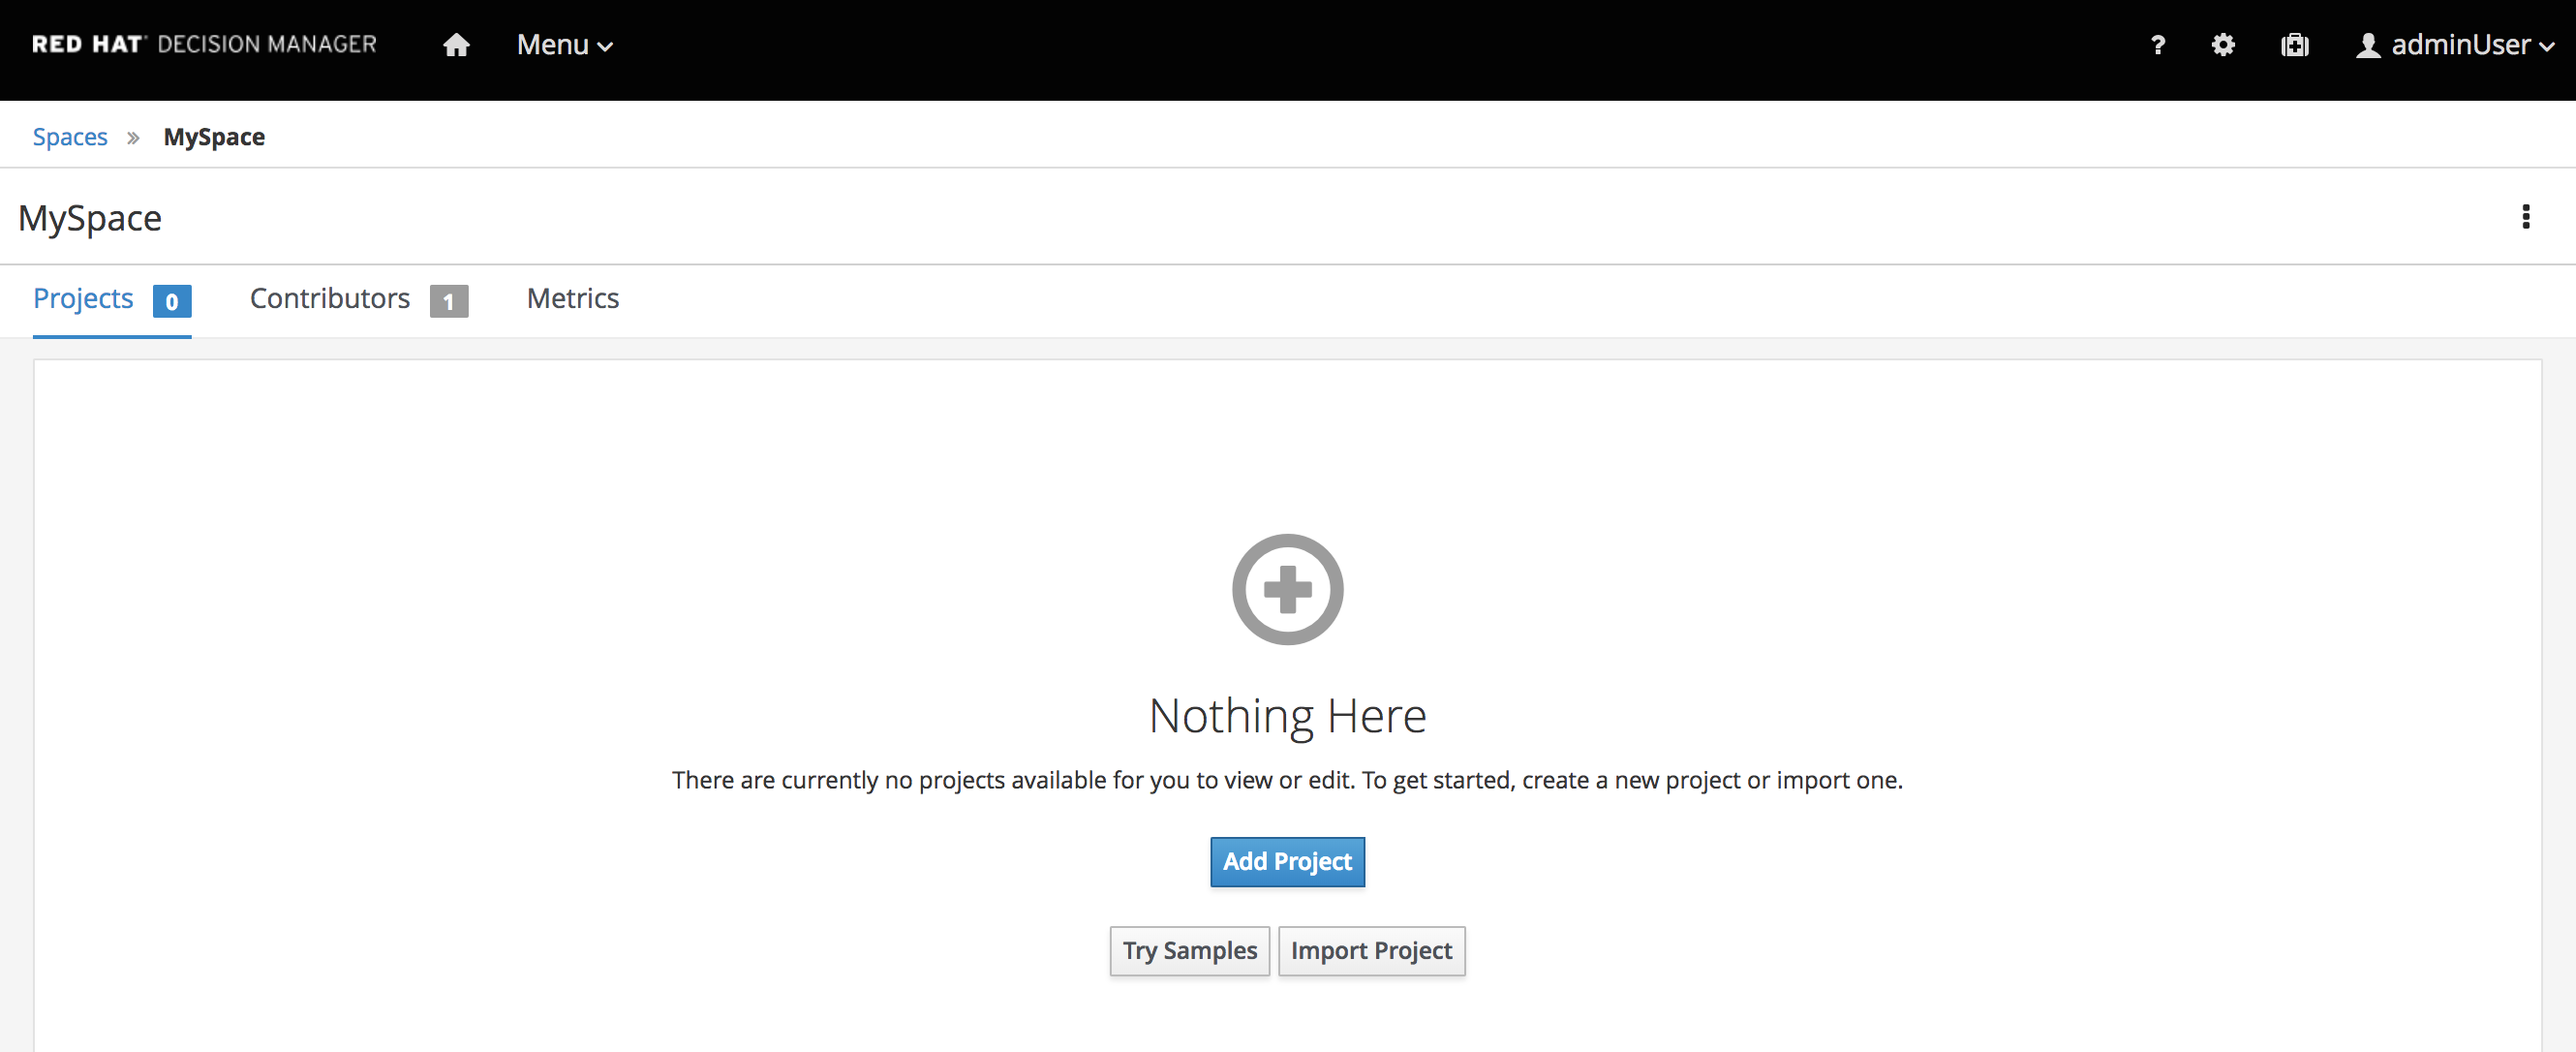 RED HAT DECISION MANAGER Menu ? adminUser
Spaces » MySpace
MySpace
Projects 0 Contributors 1 Metrics
Nothing Here
There are currently no projects available for you to view or edit. To get started, create a new project or import one.
Add Project
Try Samples Import Project